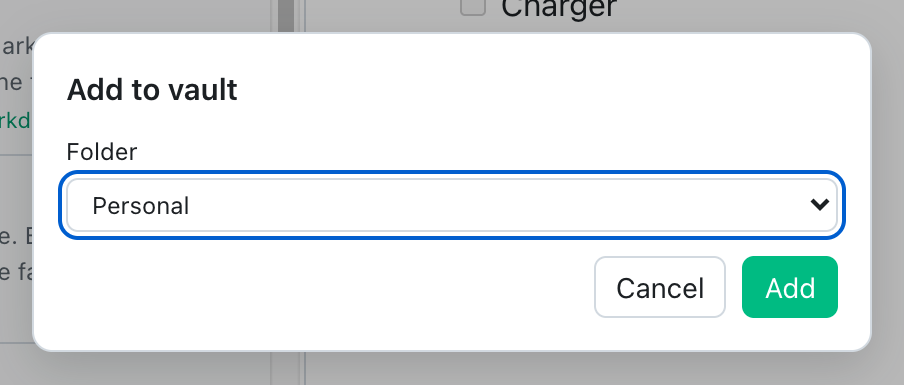 Charger
Add to vault
Folder
Personal
Cancel
Add